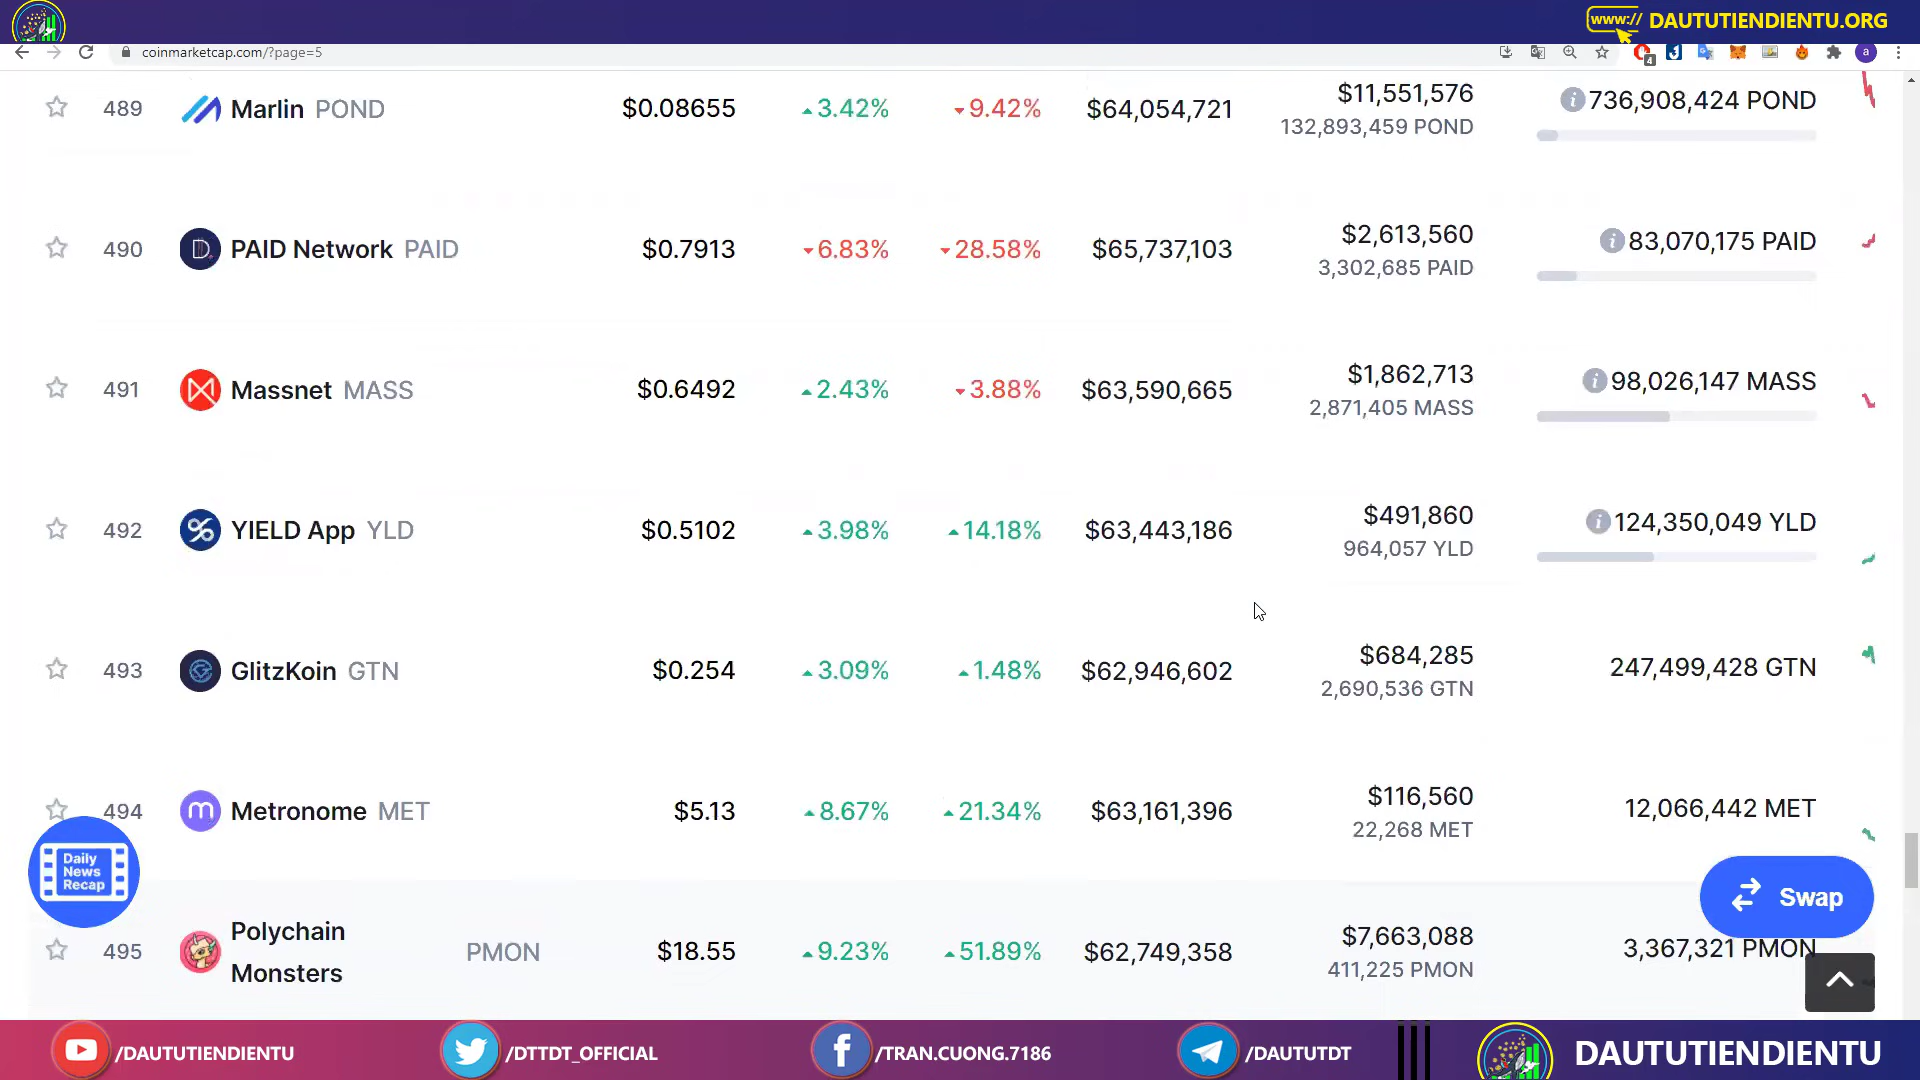 www:// DAUTUTIENDIENTU.ORG
coinmarketcap.com/?page=5
4
a
489 Marlin POND $0.08655 3.42% 9.42% $64,054,721 $11,551,576 736,908,424 POND
132,893,459 POND
490 PAID Network PAID $0.7913 6.83% 28.58% $65,737,103 $2,613,560 83,070,175 PAID
3,302,685 PAID
491 Massnet MASS $0.6492 2.43% 3.88% $63,590,665 $1,862,713 98,026,147 MASS
2,871,405 MASS
492 YIELD App YLD $0.5102 3.98% 14.18% $63,443,186 $491,860 124,350,049 YLD
964,057 YLD
493 GlitzKoin GTN $0.254 3.09% 1.48% $62,946,602 $684,285 247,499,428 GTN
2,690,536 GTN
494 Metronome MET $5.13 8.67% 21.34% $63,161,396 $116,560 12,066,442 MET
22,268 MET
Daily
News
Recap
Swap
495 Polychain
Monsters PMON $18.55 9.23% 51.89% $62,749,358 $7,663,088 3,367,321 PMON
411,225 PMON
/DAUTUTIENDIENTU /DTTDT_OFFICIAL /TRAN.CUONG.7186 /DAUTUTDT DAUTUTIENDIENTU